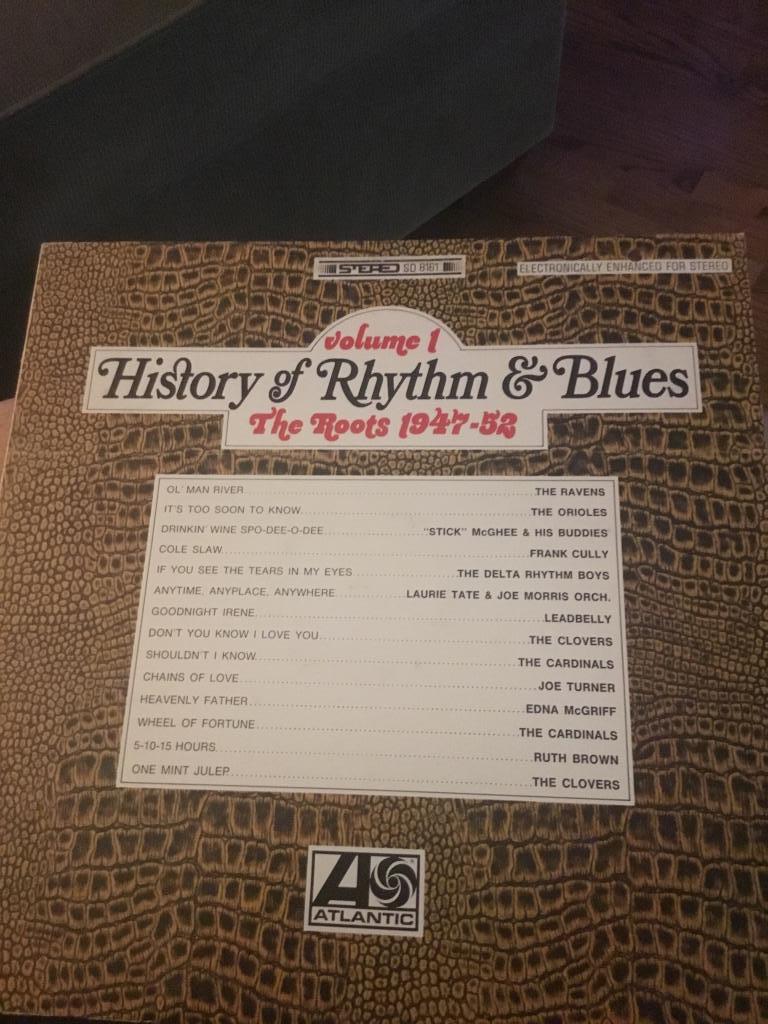 STEREO SD 8161
ELECTRONICALLY ENHANCED FOR STEREO
volume 1
History of Rhythm & Blues
The Roots 1947-52
OL' MAN RIVER THE RAVENS
IT'S TOO SOON TO KNOW THE ORIOLES
DRINKIN' WINE SPO-DEE-O-DEE "STICK" McGHEE & HIS BUDDIES
COLE SLAW FRANK CULLY
IF YOU SEE THE TEARS IN MY EYES THE DELTA RHYTHM BOYS
ANYTIME, ANYPLACE, ANYWHERE LAURIE TATE & JOE MORRIS ORCH.
GOODNIGHT IRENE LEADBELLY
DON'T YOU KNOW I LOVE YOU THE CLOVERS
SHOULDN'T I KNOW THE CARDINALS
CHAINS OF LOVE JOE TURNER
HEAVENLY FATHER EDNA McGRIFF
WHEEL OF FORTUNE THE CARDINALS
5-10-15 HOURS RUTH BROWN
ONE MINT JULEP THE CLOVERS
A
ATLANTIC